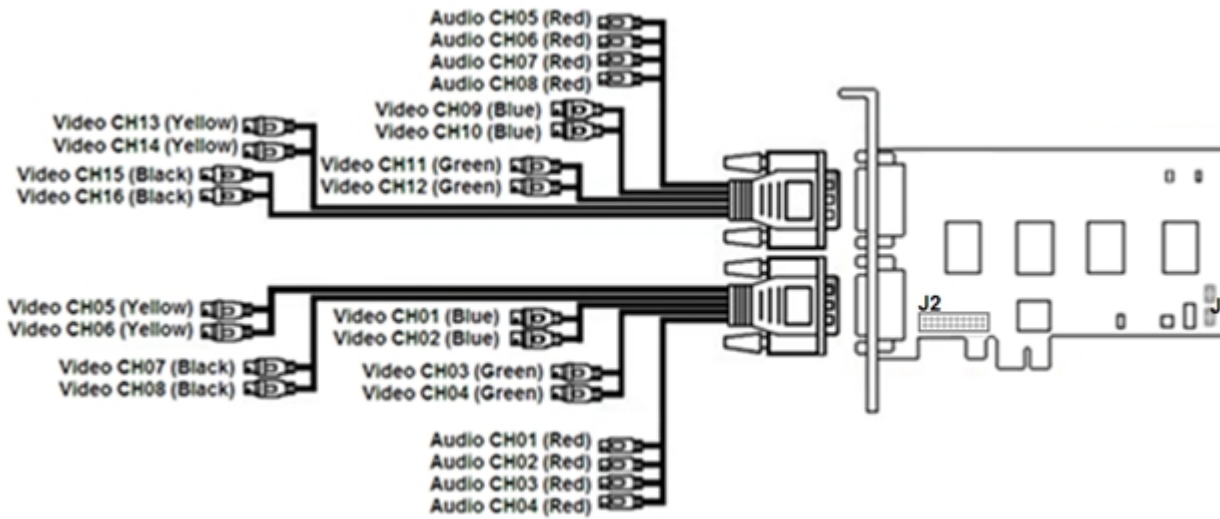 Audio CH05 (Red)
Audio CH06 (Red)
Audio CH07 (Red)
Audio CH08 (Red)
Video CH09 (Blue)
Video CH10 (Blue)
Video CH13 (Yellow)
Video CH14 (Yellow)
Video CH11 (Green)
Video CH12 (Green)
Video CH15 (Black)
Video CH16 (Black)
Video CH05 (Yellow)
Video CH06 (Yellow)
Video CH01 (Blue)
Video CH02 (Blue)
J2
J
Video CH07 (Black)
Video CH08 (Black)
Video CH03 (Green)
Video CH04 (Green)
Audio CH01 (Red)
Audio CH02 (Red)
Audio CH03 (Red)
Audio CH04 (Red)